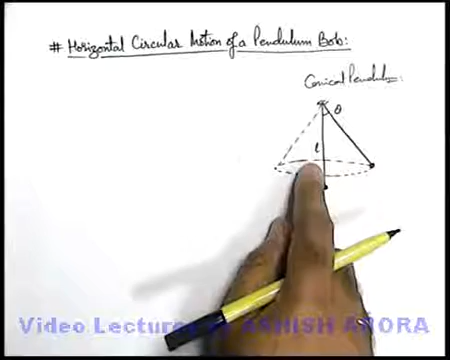 # Horizontal Circular Motion of a Pendulum Bob:
Conical Pendulum:
θ
l
Video Lectures by ASHISH ARORA